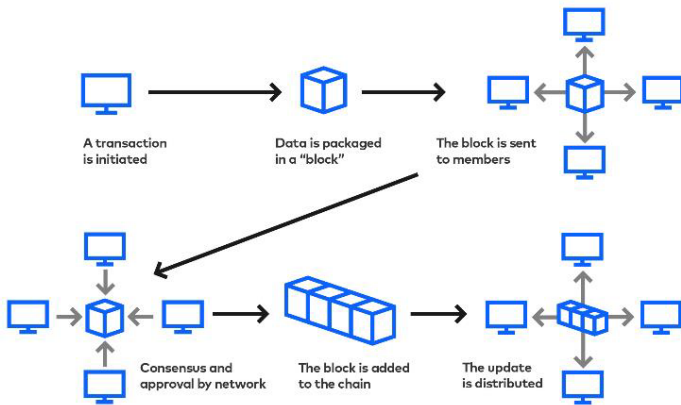 A transaction
is initiated
Data is packaged
in a “block”
The block is sent
to members
Consensus and
approval by network
The block is added
to the chain
The update
is distributed